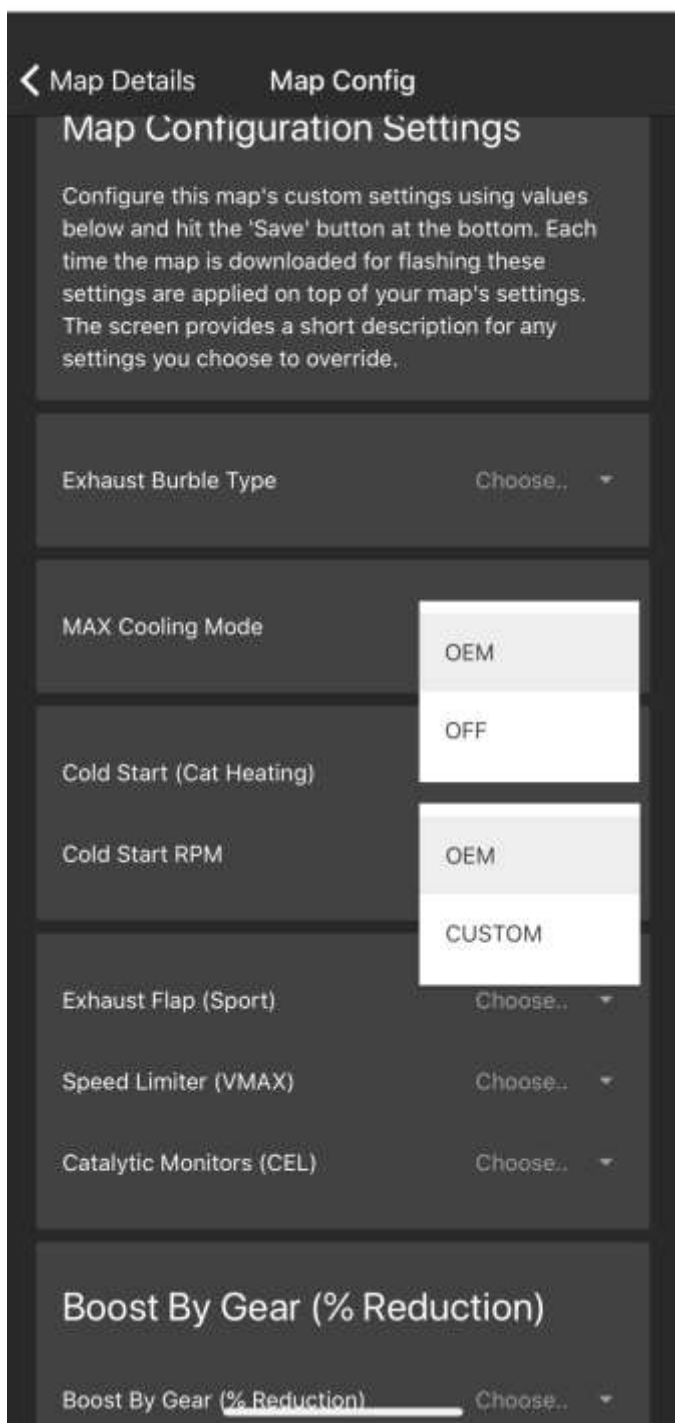 Map Details
Map Config
Map Configuration Settings
Configure this map's custom settings using values
below and hit the 'Save' button at the bottom. Each
time the map is downloaded for flashing these
settings are applied on top of your map's settings.
The screen provides a short description for any
settings you choose to override.
Exhaust Burble Type Choose..
MAX Cooling Mode
OEM
OFF
Cold Start (Cat Heating)
Cold Start RPM
OEM
CUSTOM
Exhaust Flap (Sport) Choose..
Speed Limiter (VMAX) Choose..
Catalytic Monitors (CEL) Choose..
Boost By Gear (% Reduction)
Boost By Gear (% Reduction) Choose..